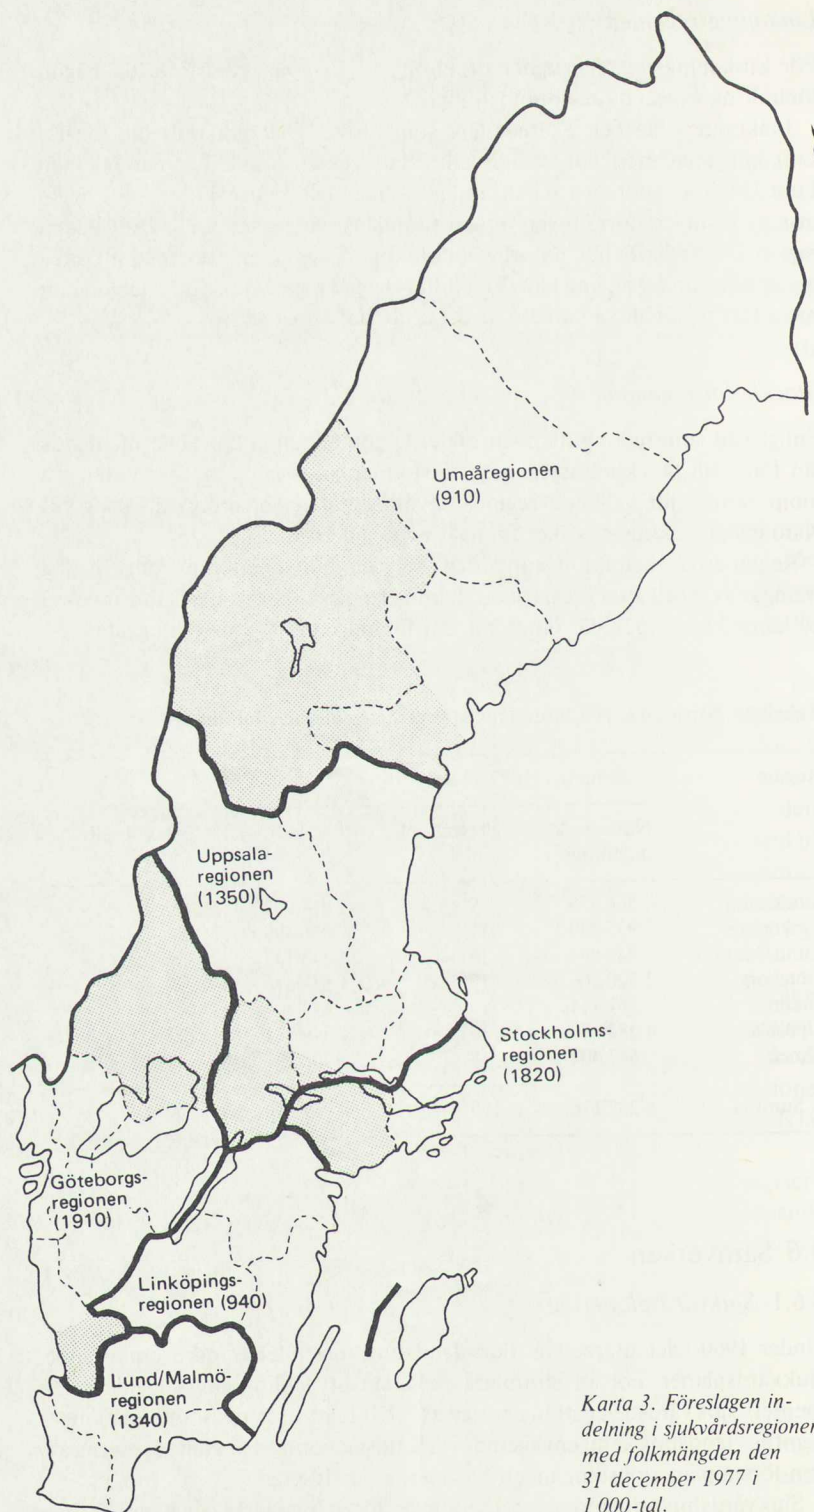 Umeåregionen
(910)
Uppsala-
regionen
(1350)
Stockholms-
regionen
(1820)
Göteborgs-
regionen
(1910)
Linköpings-
regionen (940)
Lund/Malmö-
regionen
(1340)
Karta 3. Föreslagen in-
delning i sjukvårdsregioner
med folkmängden den
31 december 1977 i
1 000-tal.